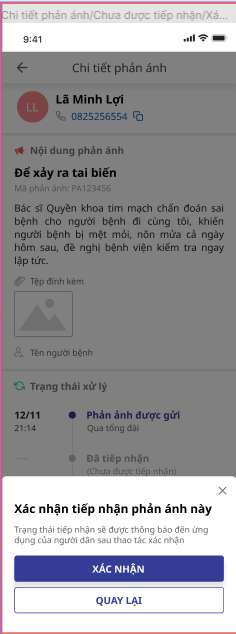 Chi tiết phản ánh/Chưa được tiếp nhận/Xá...
9:41
Chi tiết phản ánh
LL
Lã Minh Lợi
0825256554
Nội dung phản ánh
Để xảy ra tai biến
Mã phản ánh: PA123456
Bác sĩ Quyền khoa tim mạch chẩn đoán sai
bệnh cho người bệnh đi cùng tôi, khiến
người bệnh bị mệt mỏi, nôn mửa cả ngày
hôm sau, đề nghị bệnh viện kiểm tra ngay
lập tức.
Tệp đính kèm
Tên người bệnh
Trạng thái xử lý
12/11
Phản ánh được gửi
21:14
Qua tổng đài
Đã tiếp nhận
(Chưa được tiếp nhận)
Xác nhận tiếp nhận phản ánh này
Trạng thái tiếp nhận sẽ được thông báo đến ứng
dụng của người dân sau thao tác xác nhận
XÁC NHẬN
QUAY LẠI